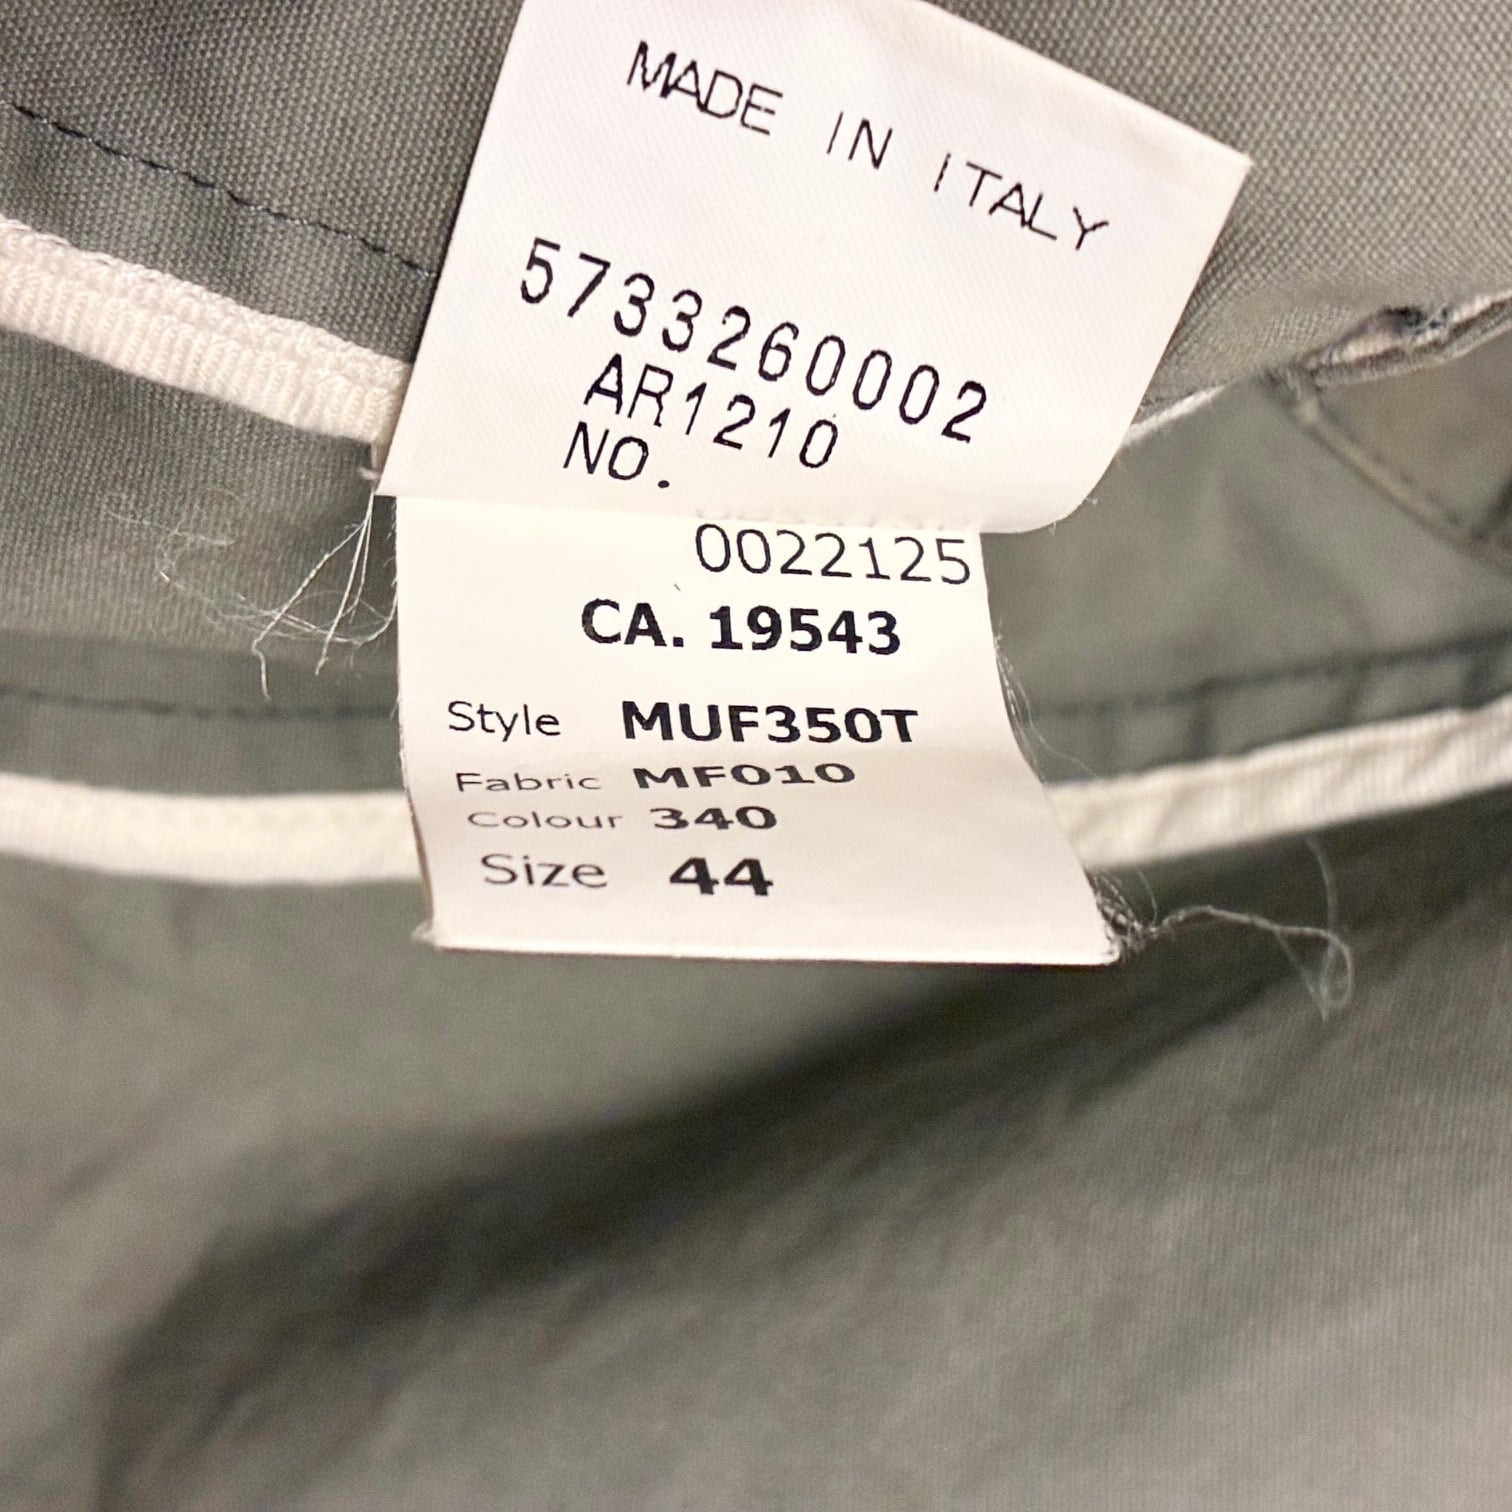 MADE IN ITALY
5733260002
AR1210
NO.
0022125
CA. 19543
Style MUF350T
Fabric MF010
Colour 340
Size 44